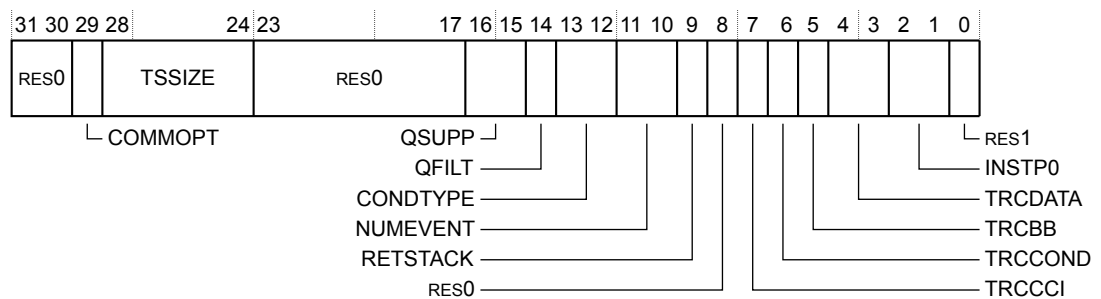 31 30 29 28 24 23 17 16 15 14 13 12 11 10 9 8 7 6 5 4 3 2 1 0
RES0 TSSIZE RES0
COMMOPT QSUPP RES1
QFILT INSTP0
CONDTYPE TRCDATA
NUMEVENT TRCBB
RETSTACK TRCCOND
RES0 TRCCCI